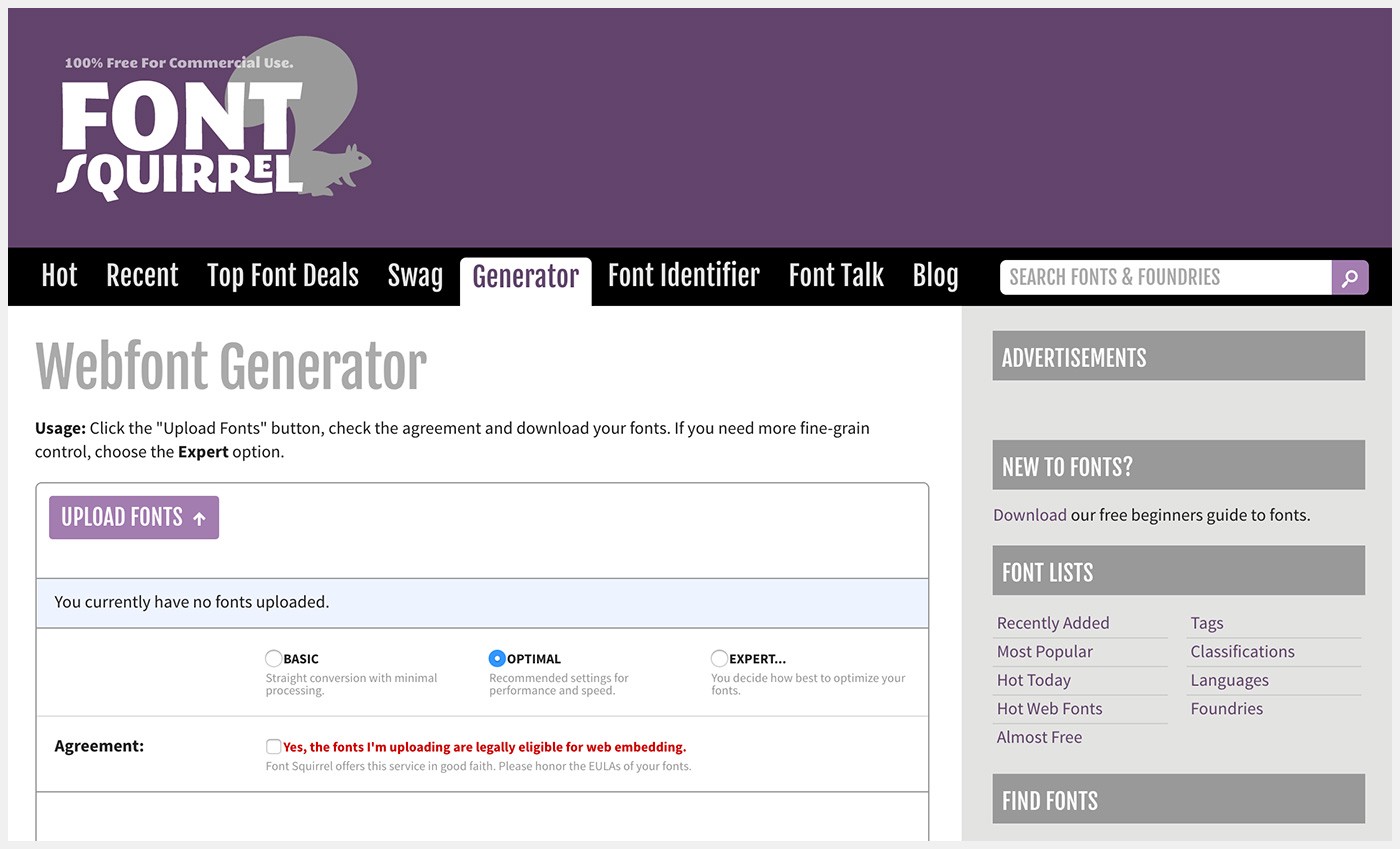 100% Free For Commercial Use.
FONT
SQUIRREL
Hot Recent Top Font Deals Swag Generator Font Identifier Font Talk Blog SEARCH FONTS & FOUNDRIES
Webfont Generator
Usage: Click the "Upload Fonts" button, check the agreement and download your fonts. If you need more fine-grain
control, choose the Expert option.
UPLOAD FONTS
You currently have no fonts uploaded.
BASIC
Straight conversion with minimal
processing.
OPTIMAL
Recommended settings for
performance and speed.
EXPERT...
You decide how best to optimize your
fonts.
Agreement:
Yes, the fonts I'm uploading are legally eligible for web embedding.
Font Squirrel offers this service in good faith. Please honor the EULAs of your fonts.
ADVERTISEMENTS
NEW TO FONTS?
Download our free beginners guide to fonts.
FONT LISTS
Recently Added
Most Popular
Hot Today
Hot Web Fonts
Almost Free
Tags
Classifications
Languages
Foundries
FIND FONTS